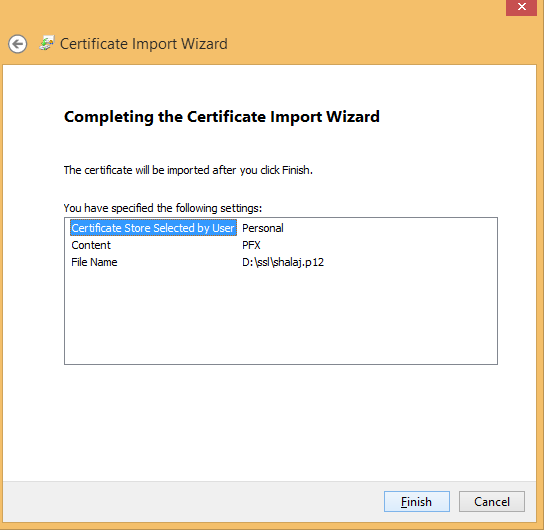 Certificate Import Wizard
Completing the Certificate Import Wizard
The certificate will be imported after you click Finish.
You have specified the following settings:
Certificate Store Selected by User Personal
Content PFX
File Name D:\ssl\shalaj.p12
Finish Cancel